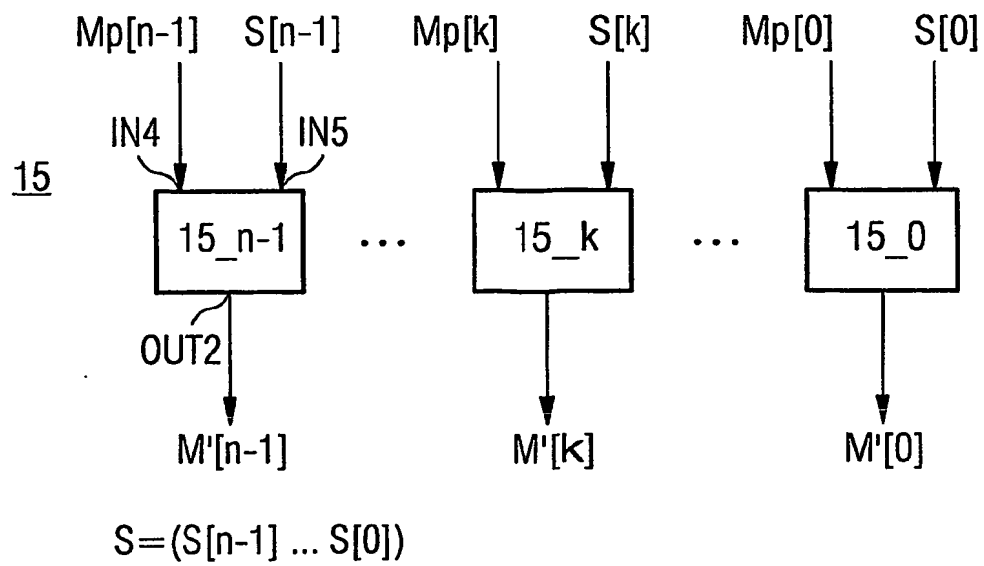 Mp[n-1] S[n-1] Mp[k] S[k] Mp[0] S[0]
IN4 IN5
15
15_n-1 ... 15_k ... 15_0
OUT2
M'[n-1] M'[k] M'[0]
S=(S[n-1] ... S[0])